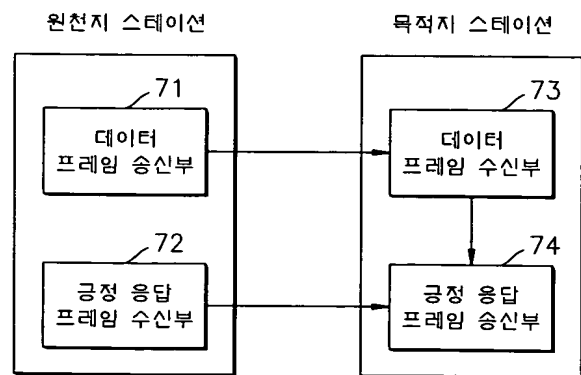 원천지 스테이션
목적지 스테이션
71
데이터
프레임 송신부
73
데이터
프레임 수신부
72
긍정 응답
프레임 수신부
74
긍정 응답
프레임 송신부